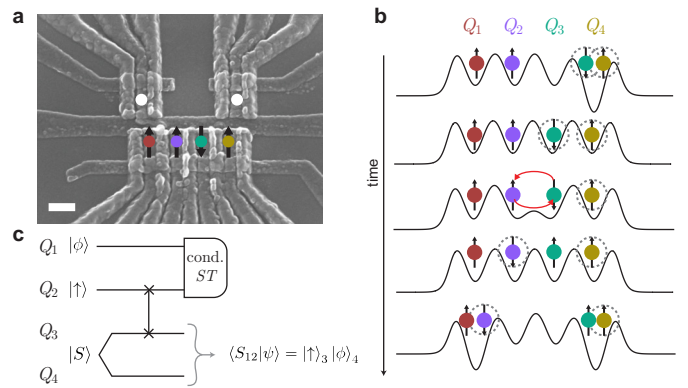 a
b
Q₁ Q₂ Q₃ Q₄
time
c
Q₁ |ϕ⟩
cond.
ST
Q₂ |↑⟩
Q₃
|S⟩
⟨S₁₂|ψ⟩ = |↑⟩₃ |ϕ⟩₄
Q₄